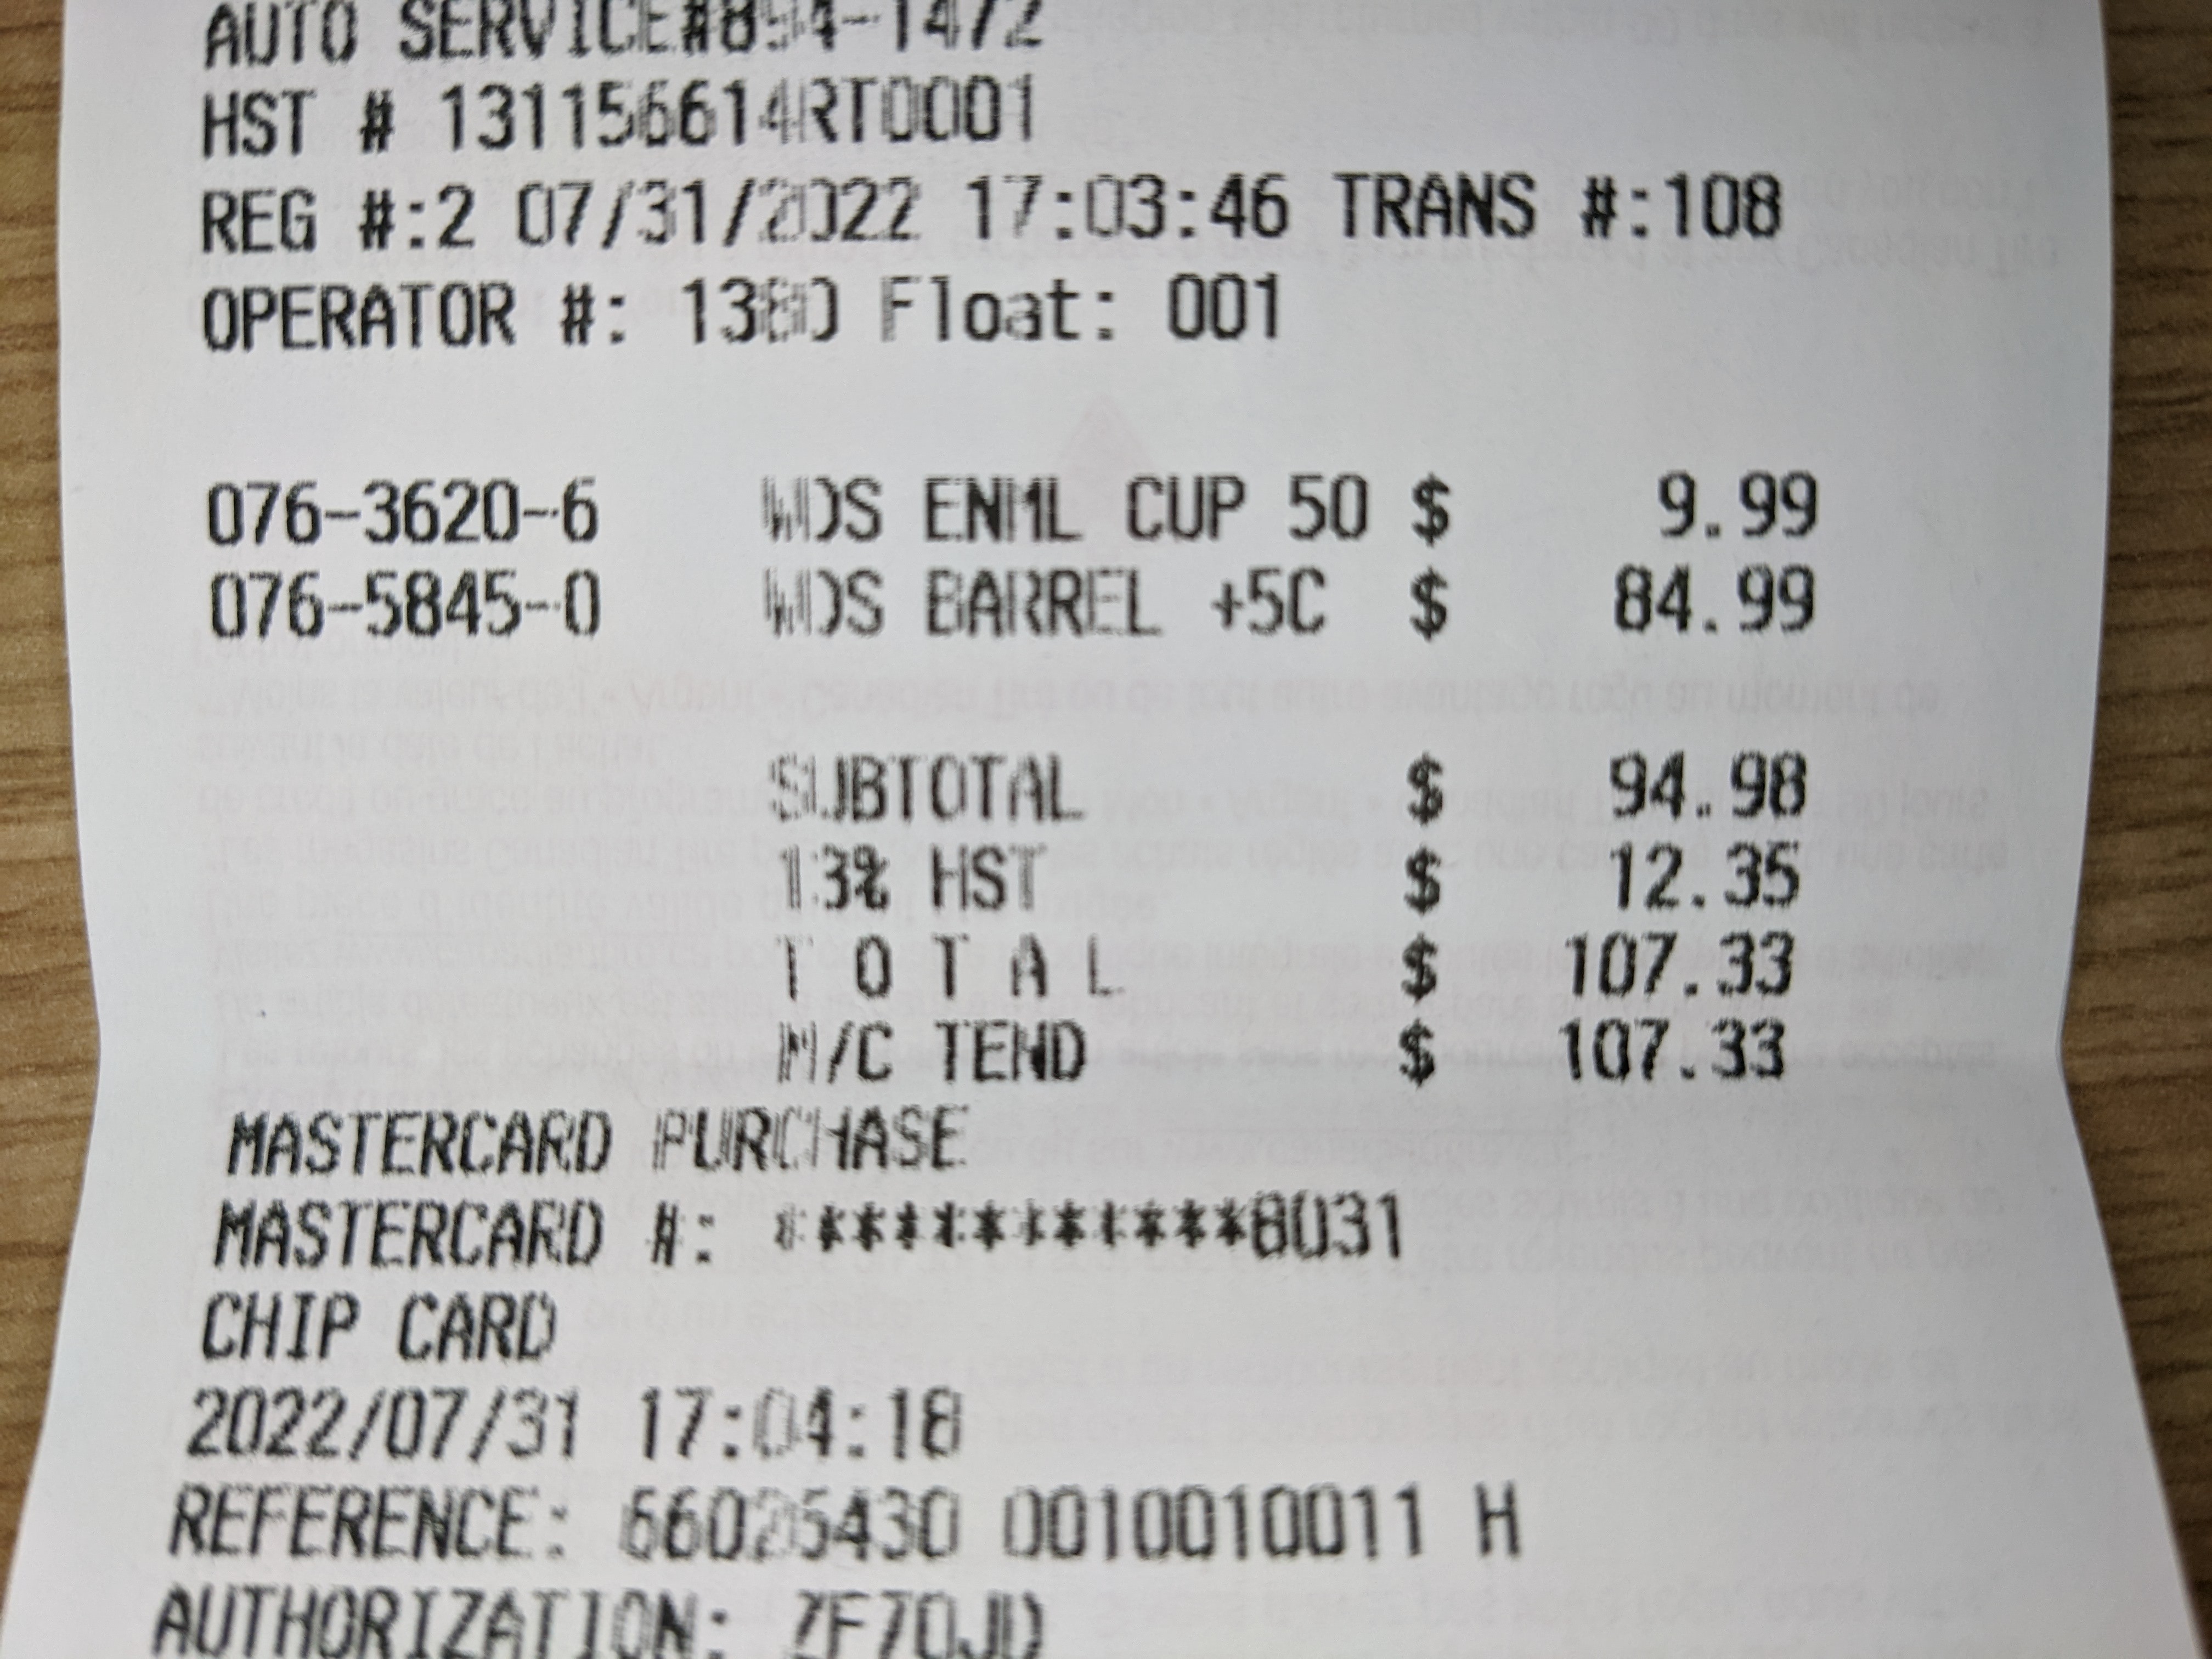 AUTO SERVICE#894-1472
HST # 131156614RT0001
REG #:2 07/31/2022 17:03:46 TRANS #:108
OPERATOR #: 1380 Float: 001
076-3620-6 WDS ENML CUP 50 $ 9.99
076-5845-0 WDS BARREL +5C $ 84.99
SUBTOTAL $ 94.98
13% HST $ 12.35
T O T A L $ 107.33
M/C TEND $ 107.33
MASTERCARD PURCHASE
MASTERCARD #: ************8031
CHIP CARD
2022/07/31 17:04:18
REFERENCE: 66025430 0010010011 H
AUTHORIZATION: